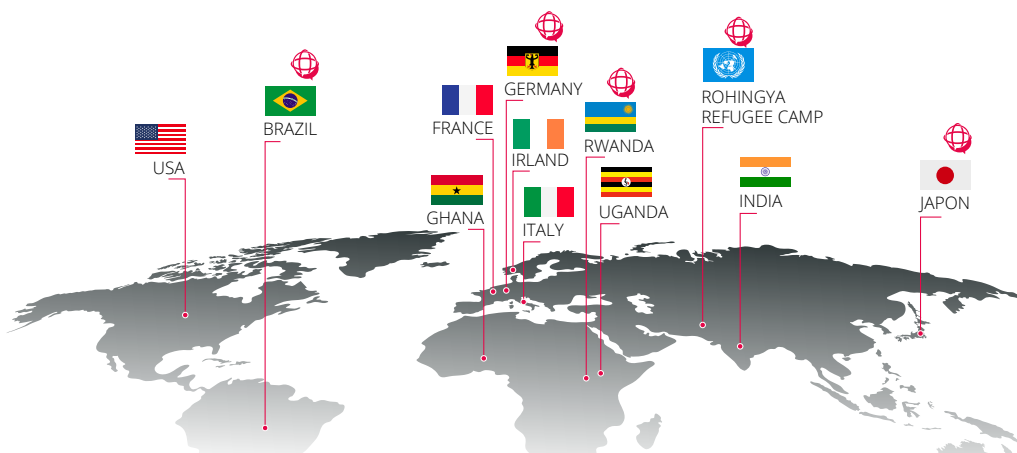 USA
BRAZIL
FRANCE
GERMANY
IRLAND
GHANA
ITALY
RWANDA
UGANDA
ROHINGYA
REFUGEE CAMP
INDIA
JAPON